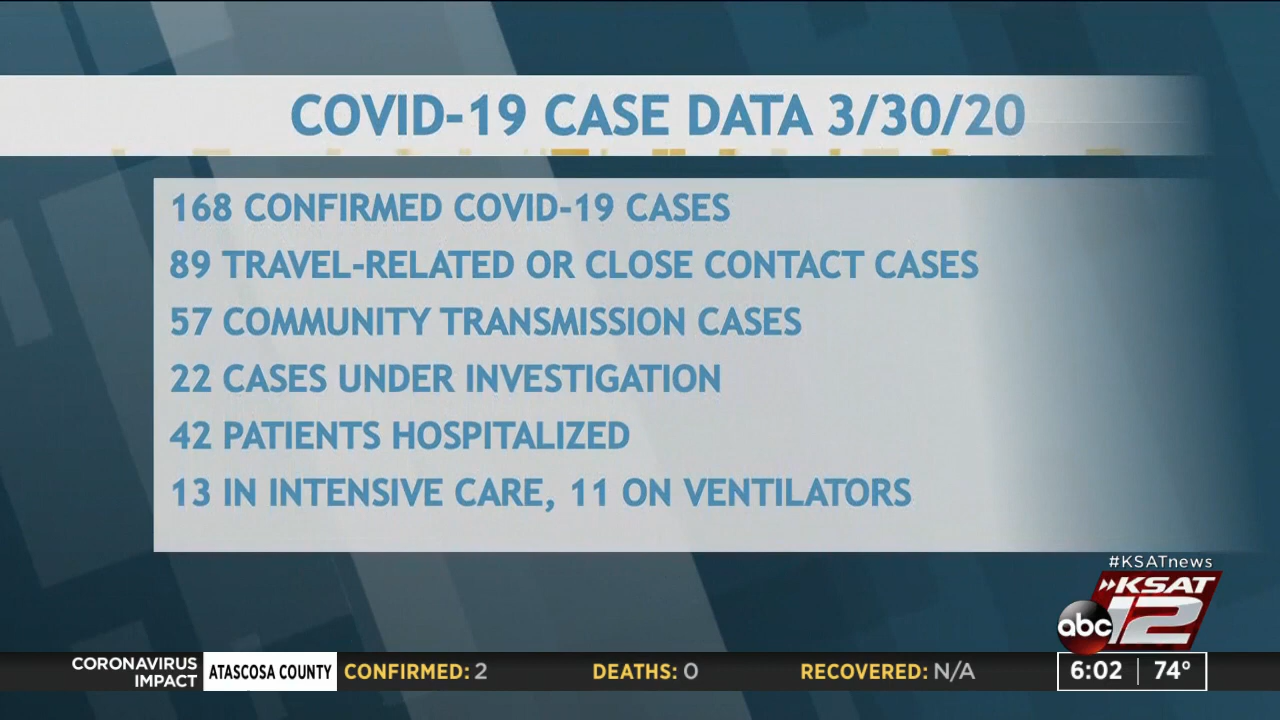 COVID-19 CASE DATA 3/30/20
168 CONFIRMED COVID-19 CASES
89 TRAVEL-RELATED OR CLOSE CONTACT CASES
57 COMMUNITY TRANSMISSION CASES
22 CASES UNDER INVESTIGATION
42 PATIENTS HOSPITALIZED
13 IN INTENSIVE CARE, 11 ON VENTILATORS
#KSATnews
KSAT
abc 12
CORONAVIRUS IMPACT ATASCOSA COUNTY CONFIRMED: 2 DEATHS: 0 RECOVERED: N/A 6:02 74°